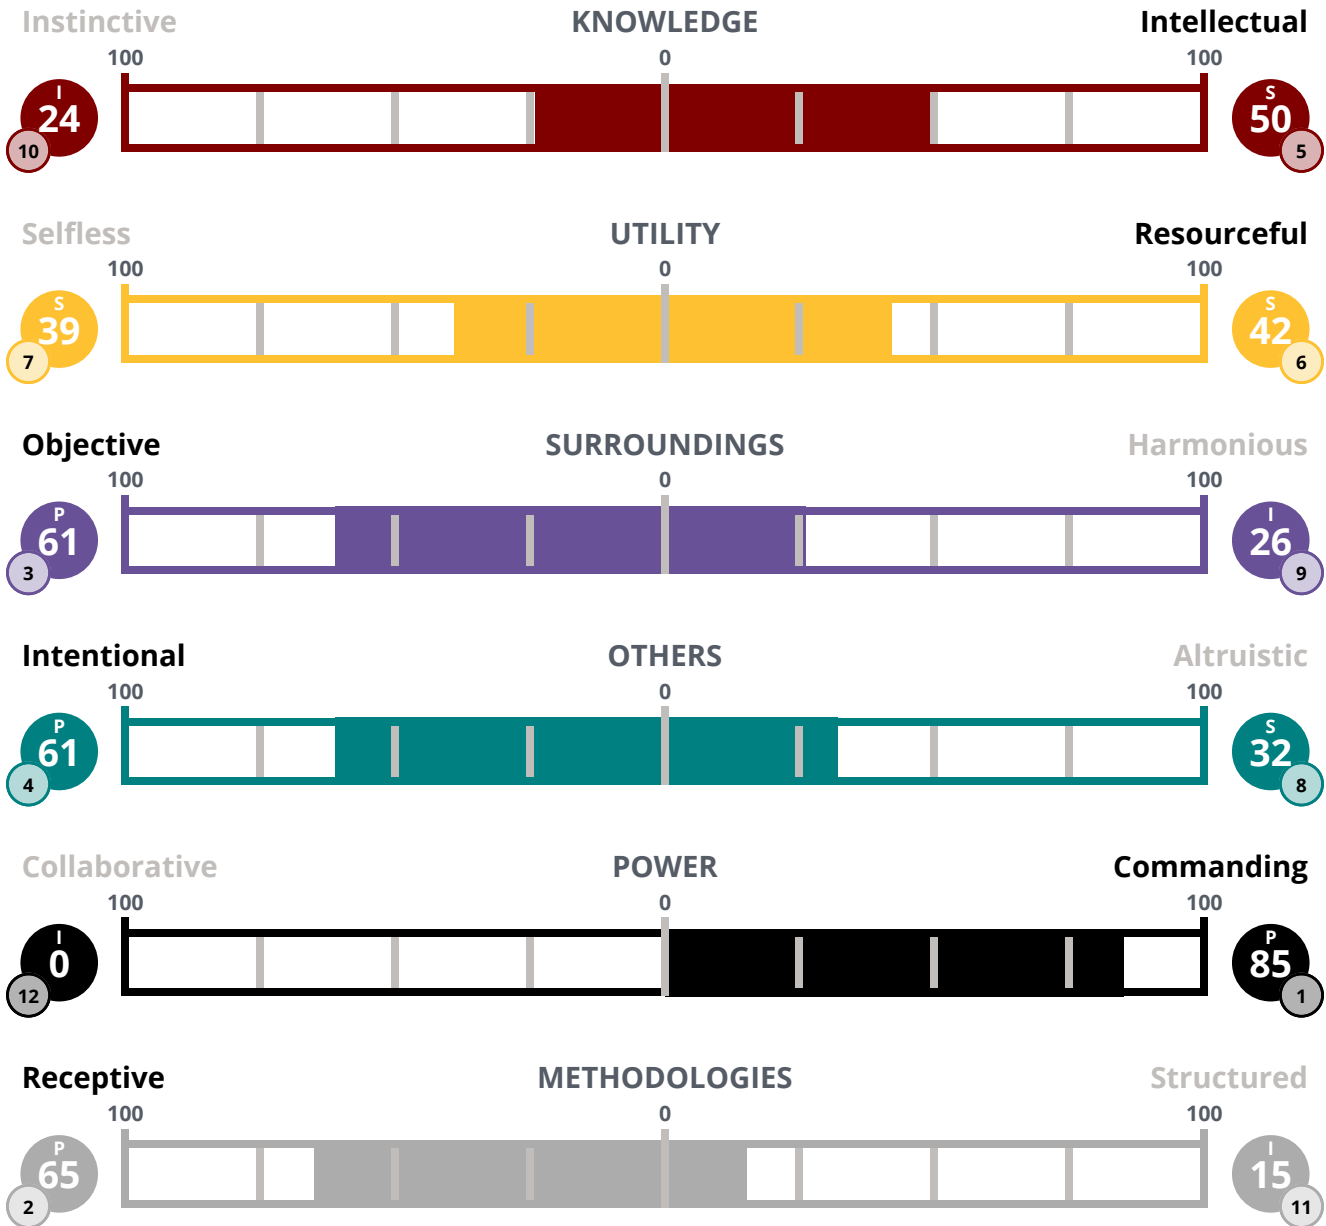 Instinctive KNOWLEDGE Intellectual
100 0 100
I S
24 50
10 5
Selfless UTILITY Resourceful
100 0 100
S S
39 42
7 6
Objective SURROUNDINGS Harmonious
100 0 100
P I
61 26
3 9
Intentional OTHERS Altruistic
100 0 100
P S
61 32
4 8
Collaborative POWER Commanding
100 0 100
I P
0 85
12 1
Receptive METHODOLOGIES Structured
100 0 100
P I
65 15
2 11